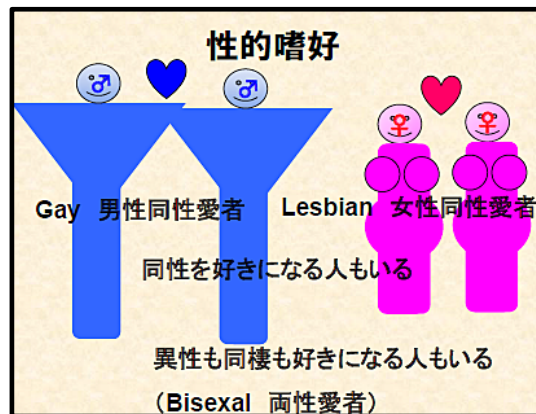 性的嗜好
Gay 男性同性愛者
Lesbian 女性同性愛者
同性を好きになる人もいる
異性も同棲も好きになる人もいる
（Bisexal 両性愛者）